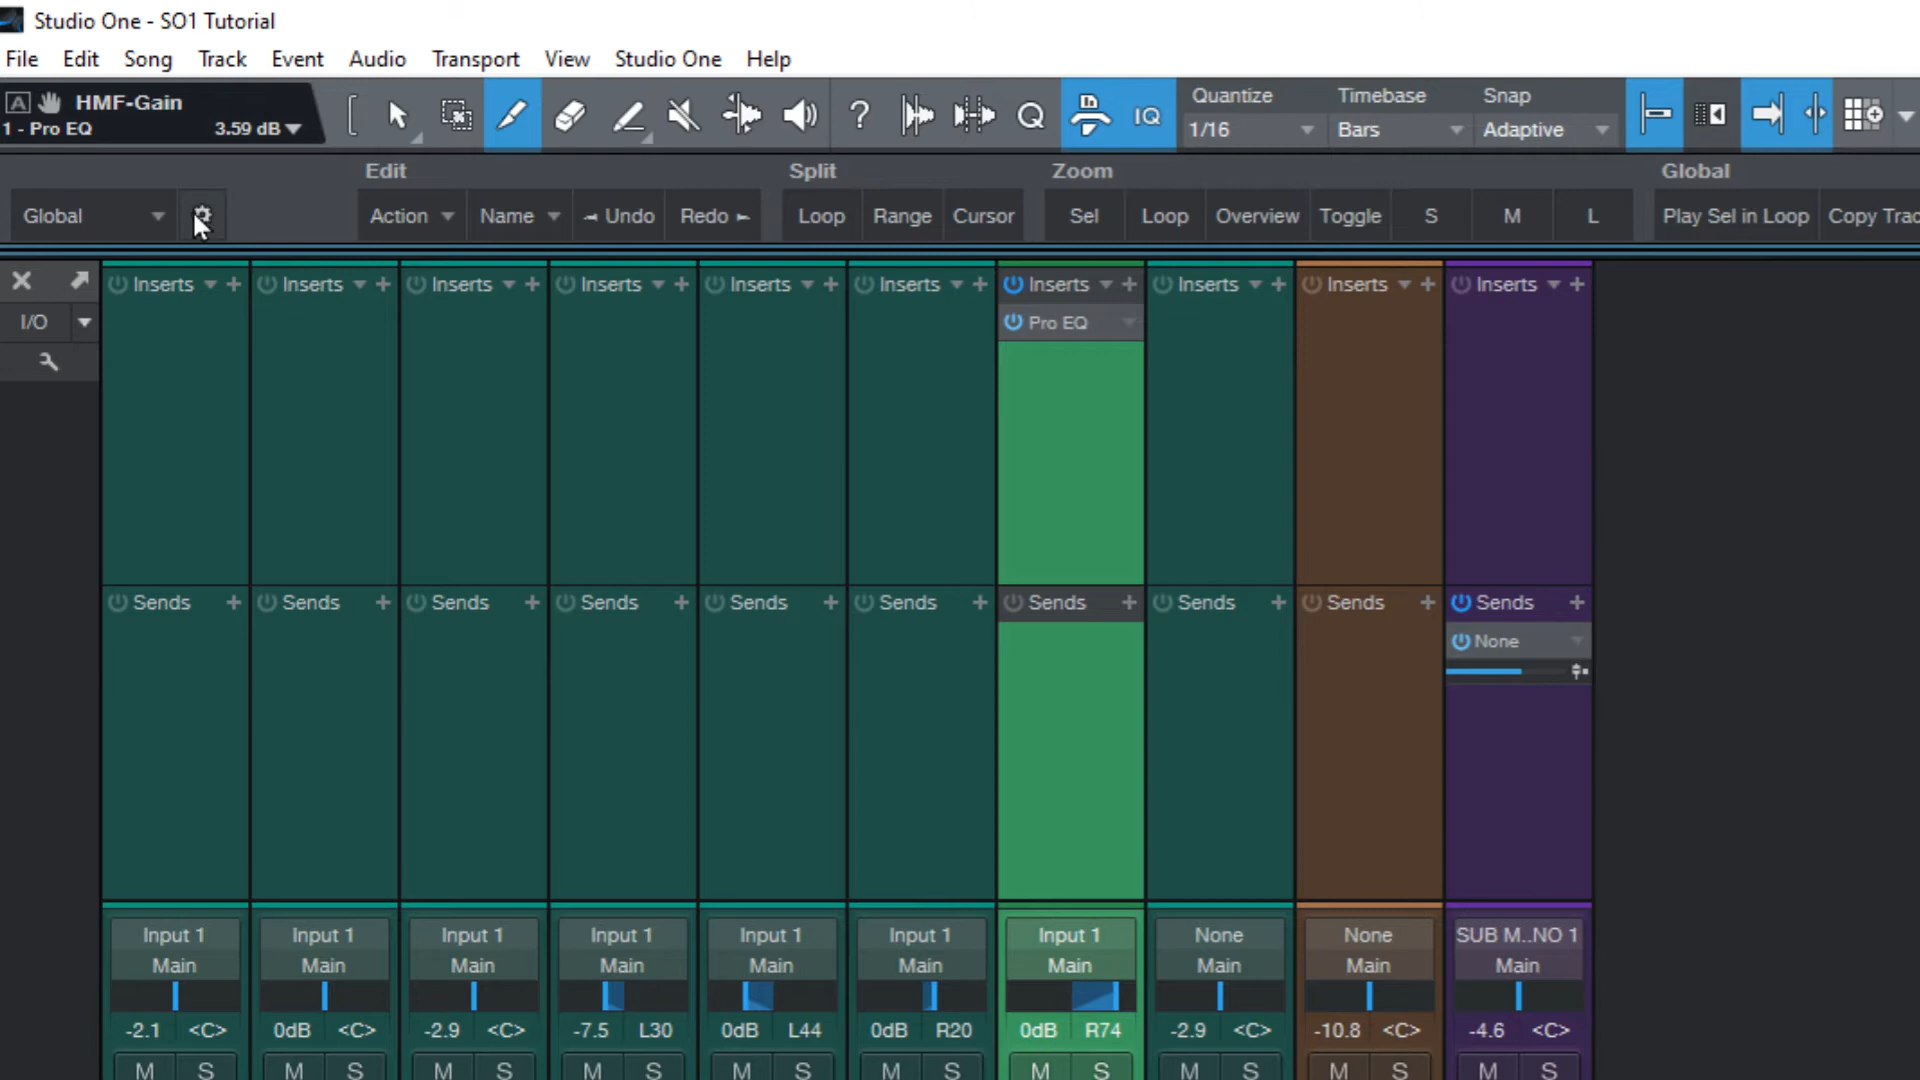 Studio One - SO1 Tutorial
File Edit Song Track Event Audio Transport View Studio One Help
A HMF-Gain
1 - Pro EQ 3.59 dB
? Q IQ
Quantize Timebase Snap
1/16 Bars Adaptive
Edit Split Zoom Global
Global Action Name Undo Redo Loop Range Cursor Sel Loop Overview Toggle S M L Play Sel in Loop Copy Trac
Inserts Inserts Inserts Inserts Inserts Inserts Inserts Inserts Inserts Inserts
I/O Pro EQ
Sends Sends Sends Sends Sends Sends Sends Sends Sends Sends
None
Input 1 Input 1 Input 1 Input 1 Input 1 Input 1 Input 1 None None SUB M..NO 1
Main Main Main Main Main Main Main Main Main Main
-2.1 <C> 0dB <C> -2.9 <C> -7.5 L30 0dB L44 0dB R20 0dB R74 -2.9 <C> -10.8 <C> -4.6 <C>
M S M S M S M S M S M S M S M S M S M S